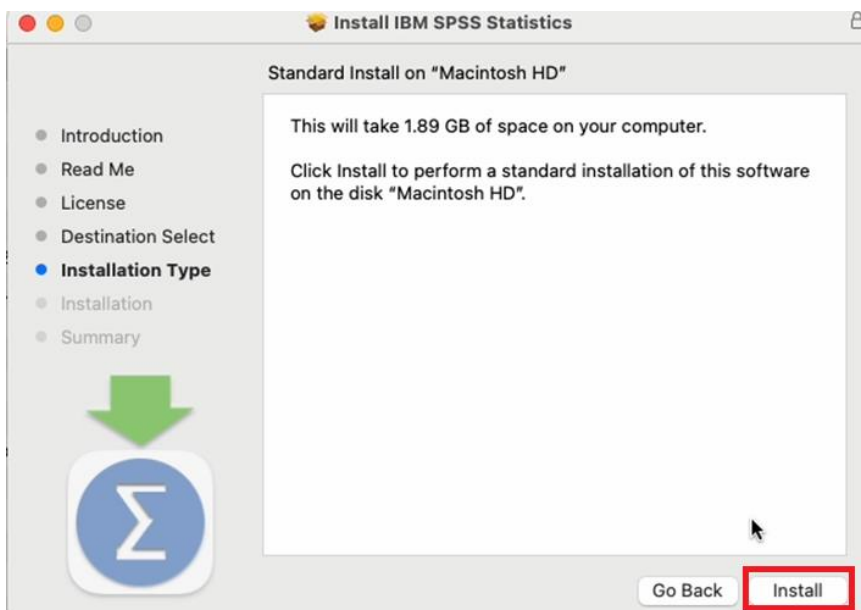 Install IBM SPSS Statistics
Standard Install on "Macintosh HD"
Introduction
Read Me
License
Destination Select
Installation Type
Installation
Summary
This will take 1.89 GB of space on your computer.
Click Install to perform a standard installation of this software
on the disk "Macintosh HD".
Σ
Go Back
Install